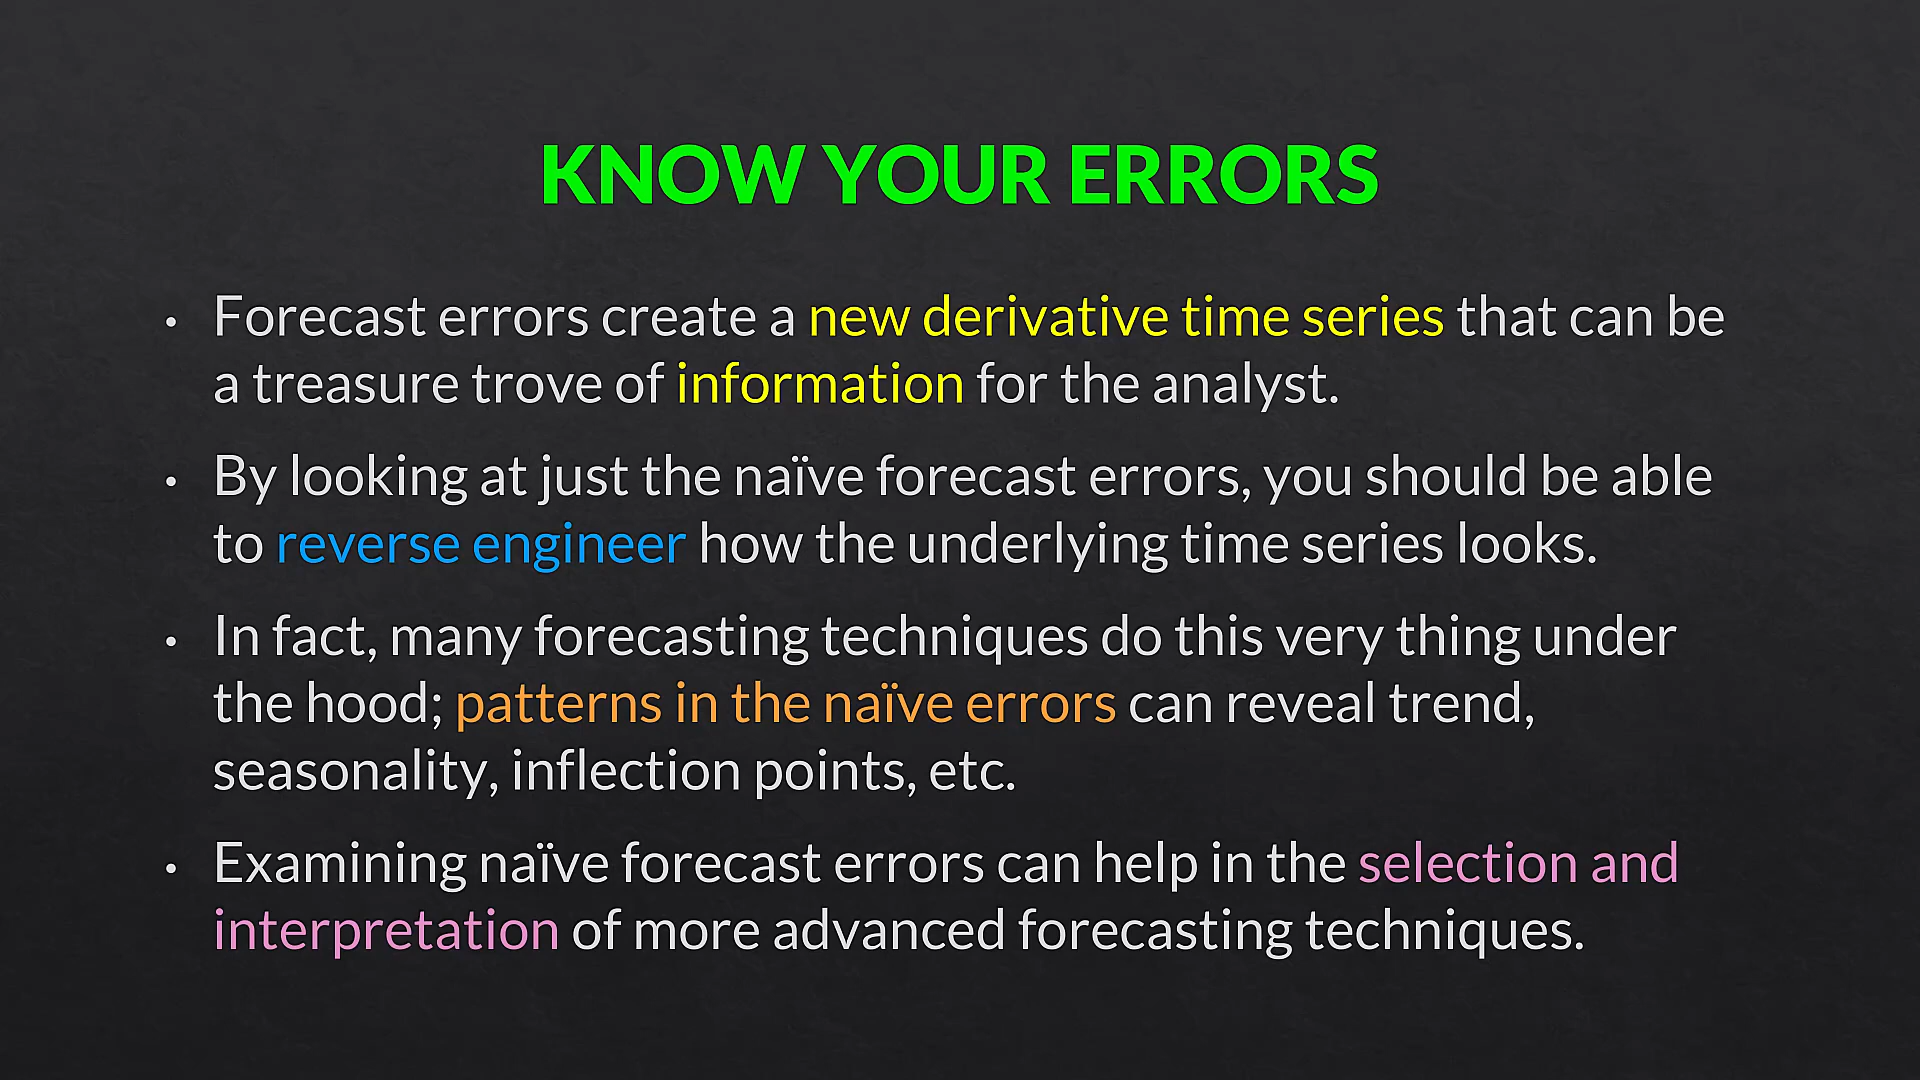 KNOW YOUR ERRORS
• Forecast errors create a new derivative time series that can be
a treasure trove of information for the analyst.
• By looking at just the naïve forecast errors, you should be able
to reverse engineer how the underlying time series looks.
• In fact, many forecasting techniques do this very thing under
the hood; patterns in the naïve errors can reveal trend,
seasonality, inflection points, etc.
• Examining naïve forecast errors can help in the selection and
interpretation of more advanced forecasting techniques.